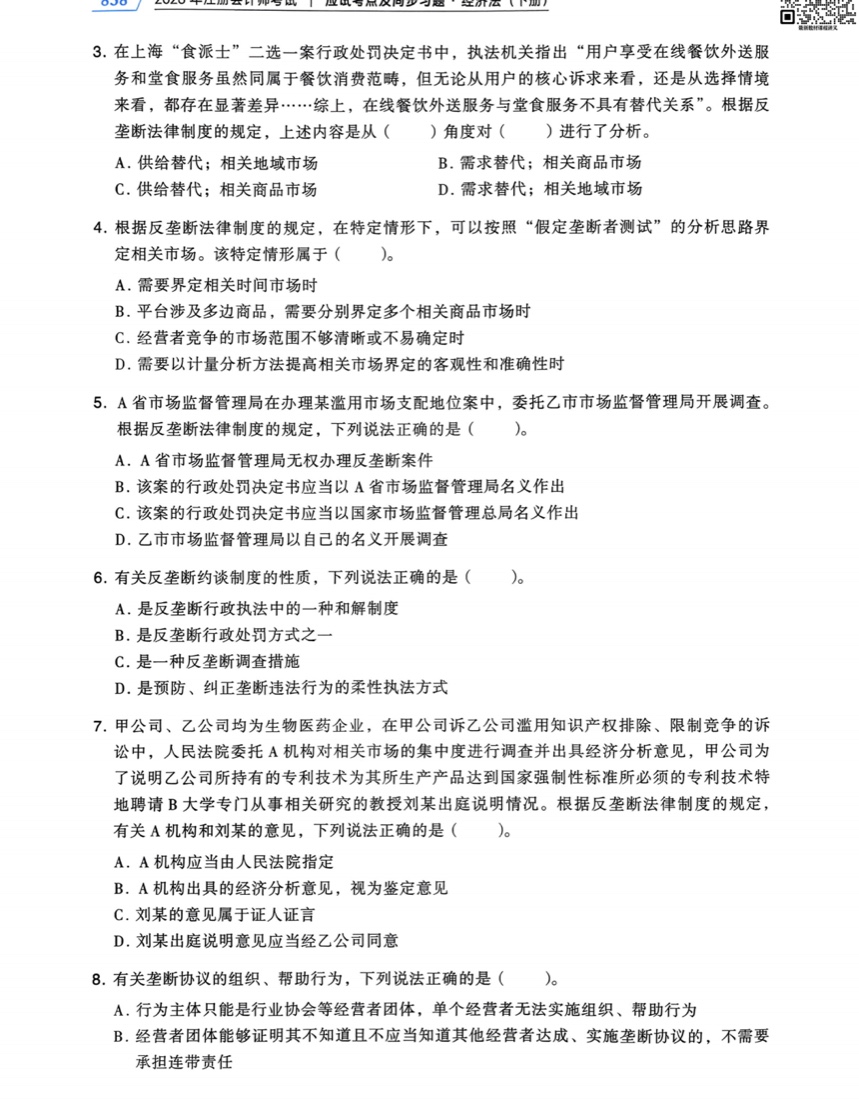 838
应试考点及同步习题·经济法（下册）
3. 在上海“食派士”二选一案行政处罚决定书中，执法机关指出“用户享受在线餐饮外送服
务和堂食服务虽然同属于餐饮消费范畴，但无论从用户的核心诉求来看，还是从选择情境
来看，都存在显著差异……综上，在线餐饮外送服务与堂食服务不具有替代关系”。根据反
垄断法律制度的规定，上述内容是从（  ）角度对（  ）进行了分析。
A. 供给替代；相关地域市场 B. 需求替代；相关商品市场
C. 供给替代；相关商品市场 D. 需求替代；相关地域市场
4. 根据反垄断法律制度的规定，在特定情形下，可以按照“假定垄断者测试”的分析思路界
定相关市场。该特定情形属于（  ）。
A. 需要界定相关时间市场时
B. 平台涉及多边商品，需要分别界定多个相关商品市场时
C. 经营者竞争的市场范围不够清晰或不易确定时
D. 需要以计量分析方法提高相关市场界定的客观性和准确性时
5. A 省市场监督管理局在办理某滥用市场支配地位案中，委托乙市市场监督管理局开展调查。
根据反垄断法律制度的规定，下列说法正确的是（  ）。
A. A 省市场监督管理局无权办理反垄断案件
B. 该案的行政处罚决定书应当以 A 省市场监督管理局名义作出
C. 该案的行政处罚决定书应当以国家市场监督管理总局名义作出
D. 乙市市场监督管理局以自己的名义开展调查
6. 有关反垄断约谈制度的性质，下列说法正确的是（  ）。
A. 是反垄断行政执法中的一种和解制度
B. 是反垄断行政处罚方式之一
C. 是一种反垄断调查措施
D. 是预防、纠正垄断违法行为的柔性执法方式
7. 甲公司、乙公司均为生物医药企业，在甲公司诉乙公司滥用知识产权排除、限制竞争的诉
讼中，人民法院委托 A 机构对相关市场的集中度进行调查并出具经济分析意见，甲公司为
了说明乙公司所持有的专利技术为其所生产产品达到国家强制性标准所必须的专利技术特
地聘请 B 大学专门从事相关研究的教授刘某出庭说明情况。根据反垄断法律制度的规定，
有关 A 机构和刘某的意见，下列说法正确的是（  ）。
A. A 机构应当由人民法院指定
B. A 机构出具的经济分析意见，视为鉴定意见
C. 刘某的意见属于证人证言
D. 刘某出庭说明意见应当经乙公司同意
8. 有关垄断协议的组织、帮助行为，下列说法正确的是（  ）。
A. 行为主体只能是行业协会等经营者团体，单个经营者无法实施组织、帮助行为
B. 经营者团体能够证明其不知道且不应当知道其他经营者达成、实施垄断协议的，不需要
承担连带责任